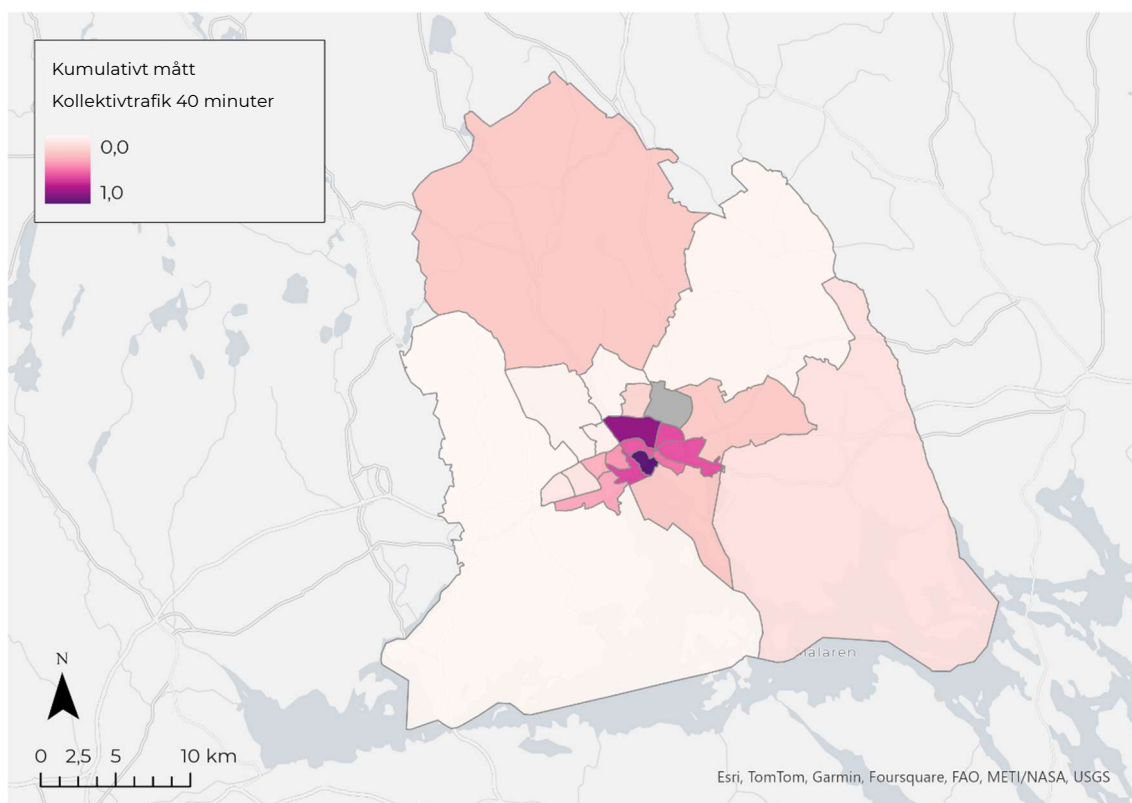 Kumulativt mått
Kollektivtrafik 40 minuter
0,0
1,0
N
0 2,5 5 10 km
Esri, TomTom, Garmin, Foursquare, FAO, METI/NASA, USGS